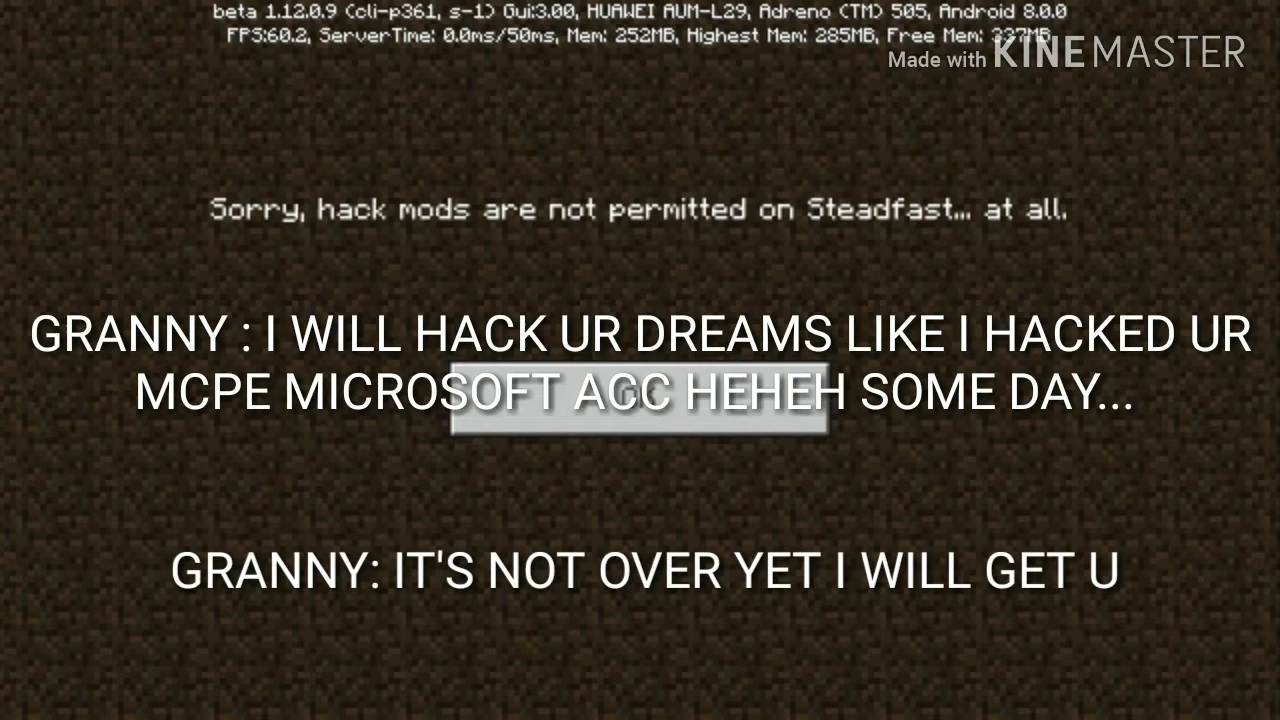 beta 1.12.0.9 (cli-p361, s-1) Gui:3.00, HUAWEI AUM-L29, Adreno (TM) 505, Android 8.0.0
FPS:60.2, ServerTime: 0.0ms/50ms, Mem: 252MB, Highest Mem: 285MB, Free Mem: 337MB
Made with KINEMASTER
Sorry, hack mods are not permitted on Steadfast... at all.
GRANNY : I WILL HACK UR DREAMS LIKE I HACKED UR
MCPE MICROSOFT ACC HEHEH SOME DAY...
GRANNY: IT'S NOT OVER YET I WILL GET U